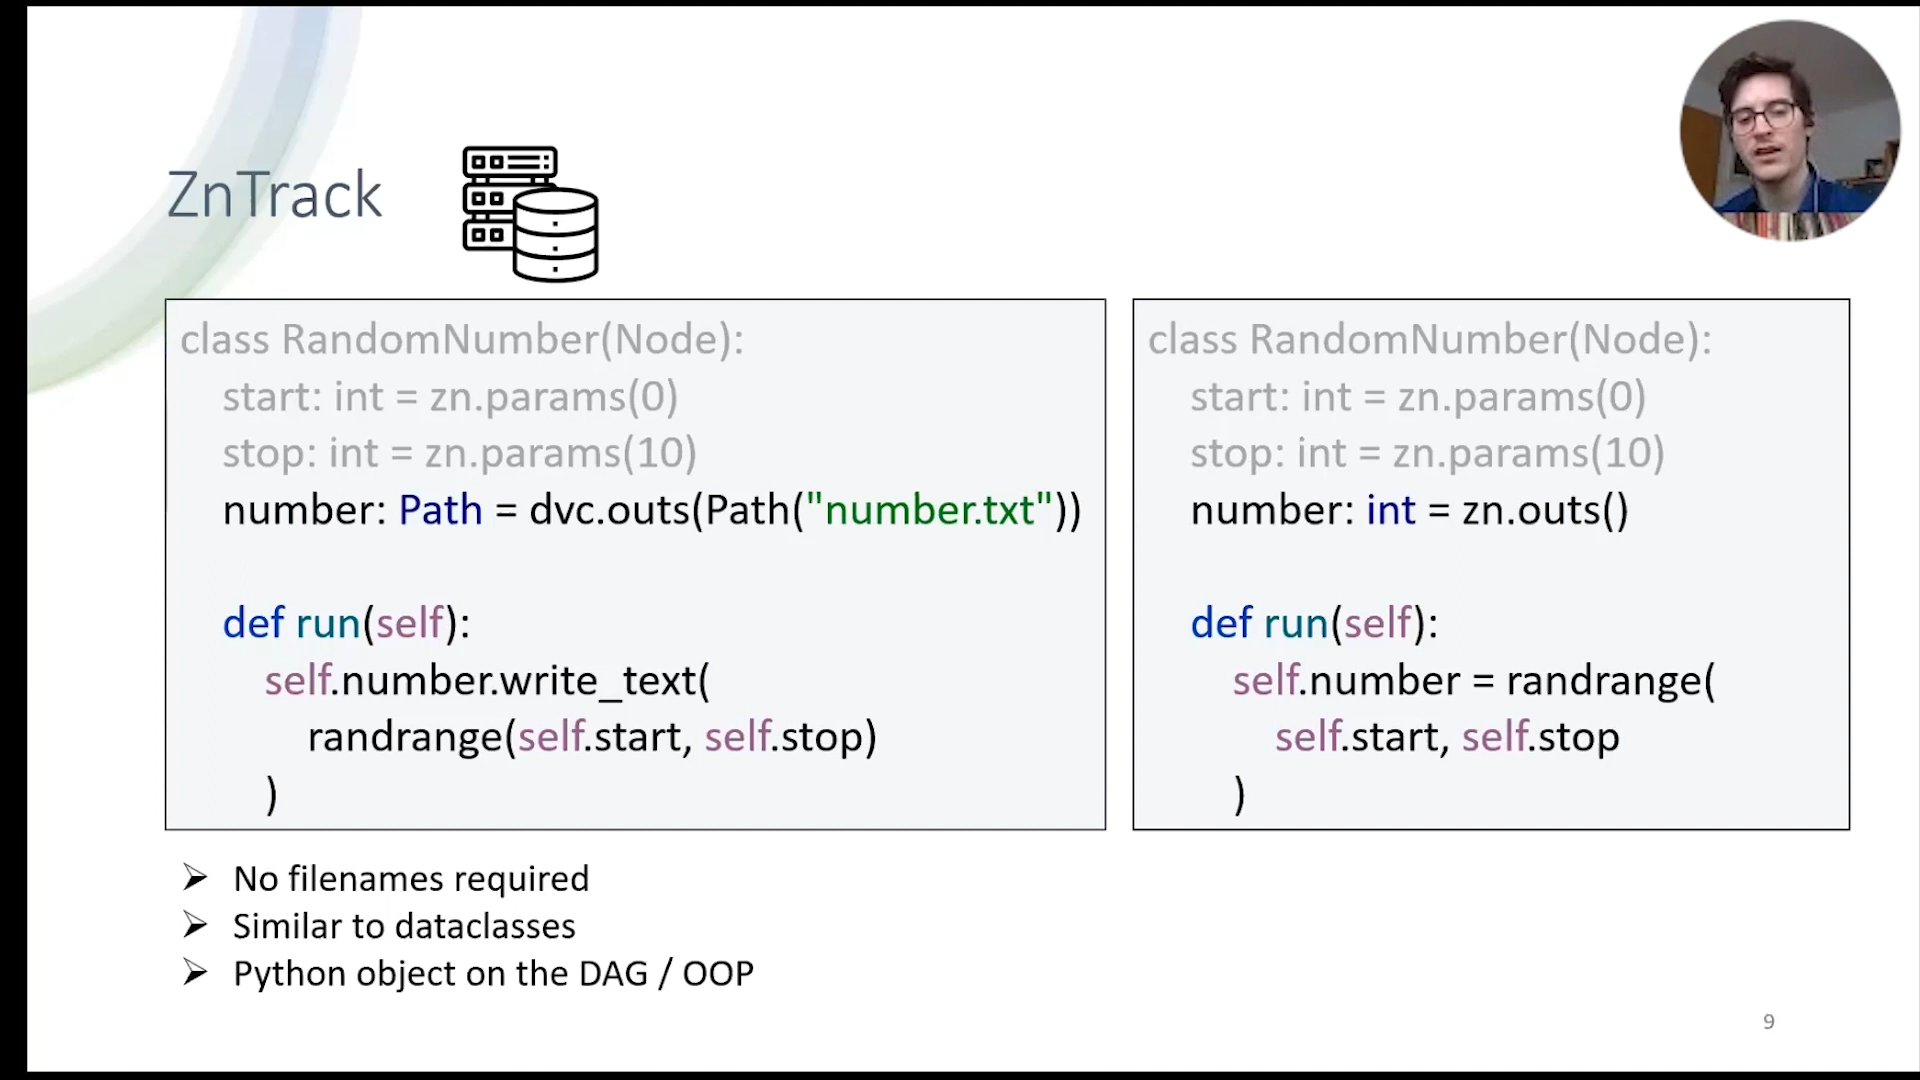 ZnTrack
class RandomNumber(Node):
start: int = zn.params(0)
stop: int = zn.params(10)
number: Path = dvc.outs(Path("number.txt"))
def run(self):
self.number.write_text(
randrange(self.start, self.stop)
)
class RandomNumber(Node):
start: int = zn.params(0)
stop: int = zn.params(10)
number: int = zn.outs()
def run(self):
self.number = randrange(
self.start, self.stop
)
➢ No filenames required
➢ Similar to dataclasses
➢ Python object on the DAG / OOP
9